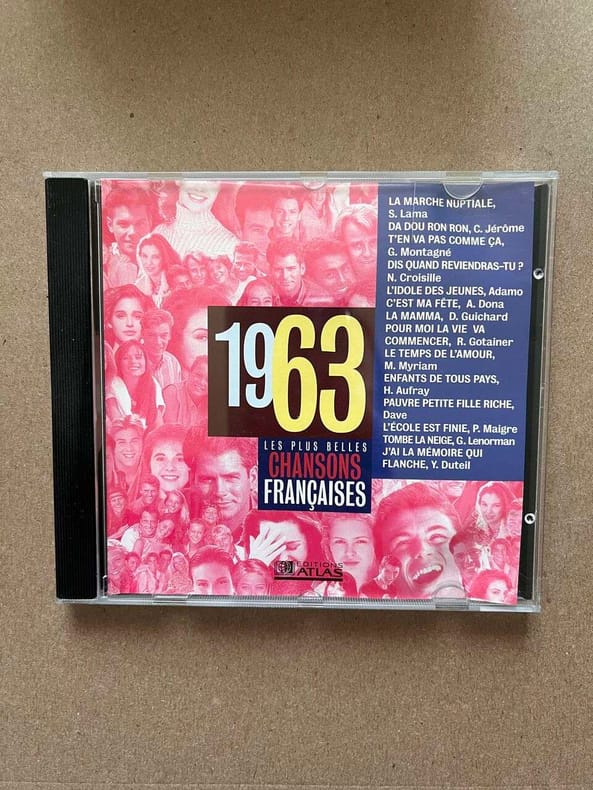 LA MARCHE NUPTIALE,
S. Lama
DA DOU RON RON, C. Jérôme
T'EN VA PAS COMME ÇA,
G. Montagné
DIS QUAND REVIENDRAS-TU ?
N. Croisille
L'IDOLE DES JEUNES, Adamo
C'EST MA FÊTE, A. Dona
LA MAMMA, D. Guichard
POUR MOI LA VIE VA
COMMENCER, R. Gotainer
LE TEMPS DE L'AMOUR,
M. Myriam
ENFANTS DE TOUS PAYS,
H. Aufray
PAUVRE PETITE FILLE RICHE,
Dave
L'ÉCOLE EST FINIE, P. Maigre
TOMBE LA NEIGE, G. Lenorman
J'AI LA MÉMOIRE QUI
FLANCHE, Y. Duteil
1963
LES PLUS BELLES
CHANSONS
FRANÇAISES
EDITIONS
ATLAS